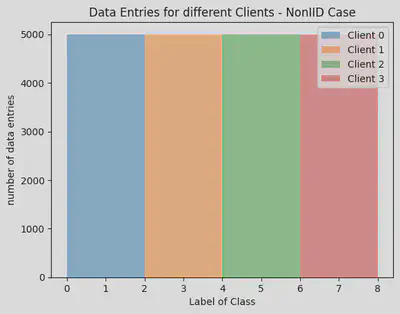 Data Entries for different Clients - NonIID Case
Client 0
Client 1
Client 2
Client 3
number of data entries
5000
4000
3000
2000
1000
0
0 1 2 3 4 5 6 7 8
Label of Class